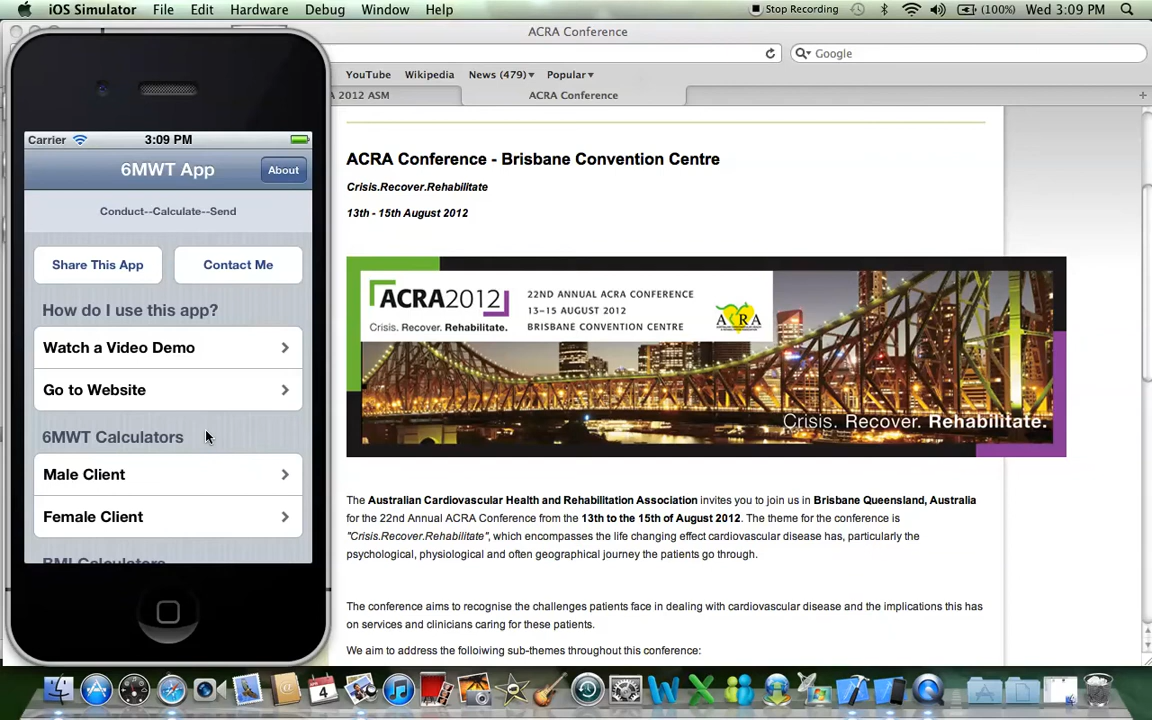 iOS Simulator File Edit Hardware Debug Window Help Stop Recording (100%) Wed 3:09 PM
ACRA Conference
Google
YouTube Wikipedia News (479)▾ Popular▾
2012 ASM ACRA Conference
Carrier 3:09 PM
6MWT App About
Conduct--Calculate--Send
Share This App Contact Me
How do I use this app?
Watch a Video Demo
Go to Website
6MWT Calculators
Male Client
Female Client
BMI Calculators
ACRA Conference - Brisbane Convention Centre
Crisis.Recover.Rehabilitate
13th - 15th August 2012
ACRA2012
Crisis. Recover. Rehabilitate.
22ND ANNUAL ACRA CONFERENCE
13–15 AUGUST 2012
BRISBANE CONVENTION CENTRE
ACRA
Crisis. Recover. Rehabilitate.
The Australian Cardiovascular Health and Rehabilitation Association invites you to join us in Brisbane Queensland, Australia
for the 22nd Annual ACRA Conference from the 13th to the 15th of August 2012. The theme for the conference is
"Crisis.Recover.Rehabilitate", which encompasses the life changing effect cardiovascular disease has, particularly the
psychological, physiological and often geographical journey the patients go through.
The conference aims to recognise the challenges patients face in dealing with cardiovascular disease and the implications this has
on services and clinicians caring for these patients.
We aim to address the folloiwing sub-themes throughout this conference:
4